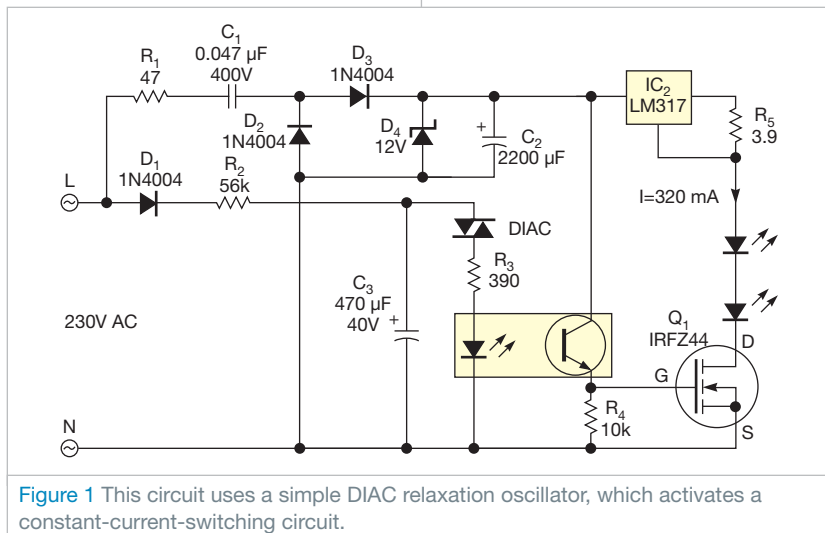 C1
0.047 µF
400V
R1
47
D3
1N4004
IC2
LM317
R5
3.9
D2
1N4004
D4
12V
+
C2
2200 µF
D1
1N4004
R2
56k
L
I=320 mA
DIAC
R3
390
C3
470 µF
40V
+
230V AC
Q1
IRFZ44
D
G
S
R4
10k
N
Figure 1 This circuit uses a simple DIAC relaxation oscillator, which activates a
constant-current-switching circuit.